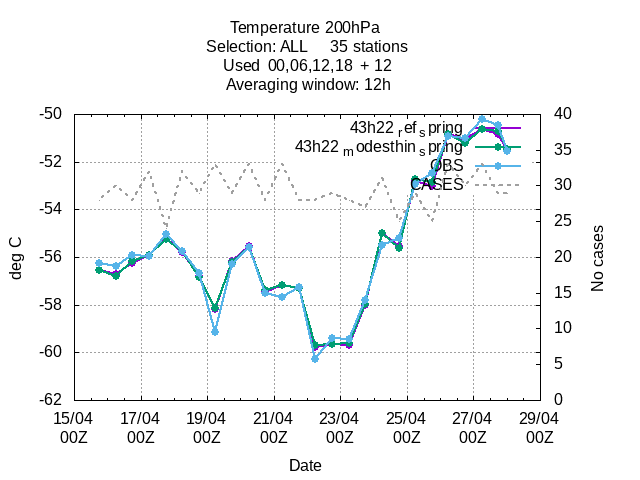 Temperature 200hPa
Selection: ALL 35 stations
Used 00,06,12,18 + 12
Averaging window: 12h
-50
-52
-54
-56
-58
-60
-62
40
35
30
25
20
15
10
5
0
43h22 ref spring
43h22 modesthin spring
OBS
CASES
deg C
No cases
15/04 17/04 19/04 21/04 23/04 25/04 27/04 29/04
00Z 00Z 00Z 00Z 00Z 00Z 00Z 00Z
Date